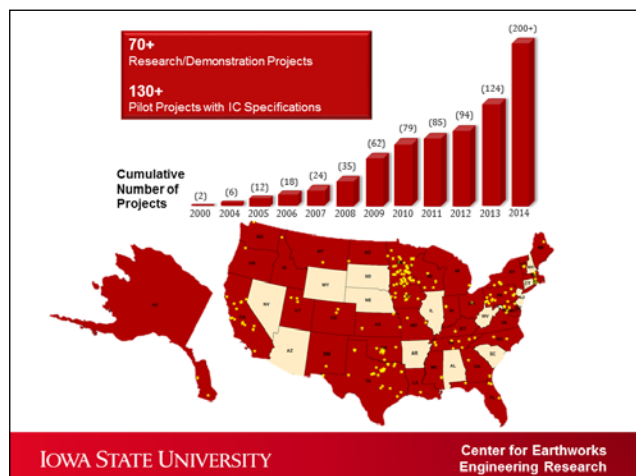 70+
Research/Demonstration Projects
130+
Pilot Projects with IC Specifications
Cumulative
Number of
Projects
(2) (6) (12) (18) (24) (35) (62) (79) (85) (94) (124) (200+)
2000 2004 2005 2006 2007 2008 2009 2010 2011 2012 2013 2014
WY
SD
NE
NV
AZ
IL
AR
AL
WV
SC
IOWA STATE UNIVERSITY
Center for Earthworks
Engineering Research